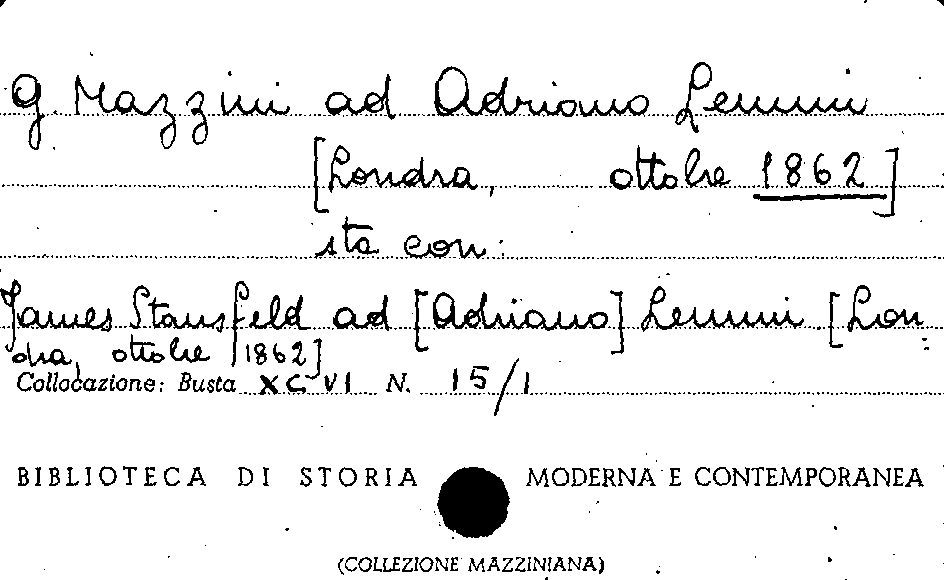 G. Mazzini ad Adriano Lemmi
[Londra, ottobre 1862]
sta con:
James Stansfeld ad [Adriano] Lemmi [Lon=
dra, ottobre 1862]
Collocazione: Busta XCVI N. 15/1
BIBLIOTECA DI STORIA MODERNA E CONTEMPORANEA
(COLLEZIONE MAZZINIANA)